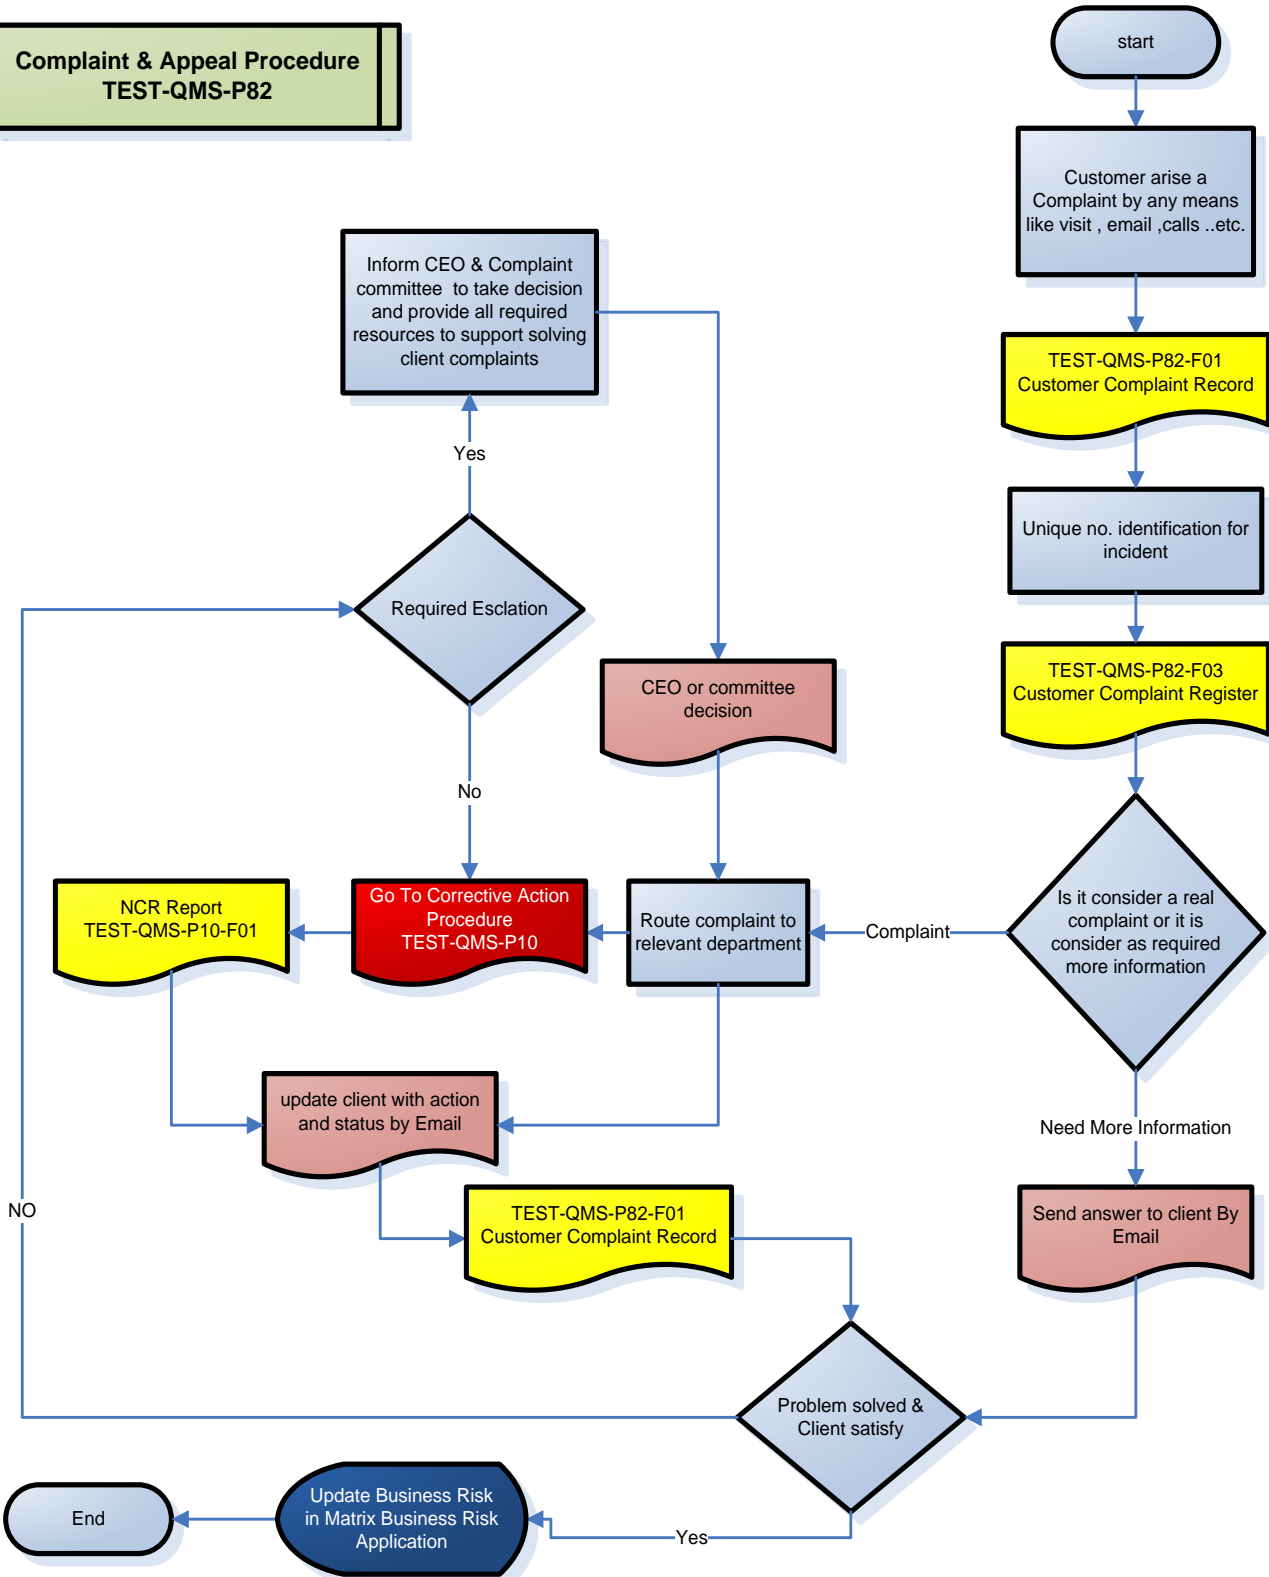 Complaint & Appeal Procedure
TEST-QMS-P82
start
Customer arise a
Complaint by any means
like visit , email ,calls ..etc.
TEST-QMS-P82-F01
Customer Complaint Record
Unique no. identification for
incident
TEST-QMS-P82-F03
Customer Complaint Register
Is it consider a real
complaint or it is
consider as required
more information
Complaint
Need More Information
Send answer to client By
Email
Inform CEO & Complaint
committee to take decision
and provide all required
resources to support solving
client complaints
Yes
Required Esclation
No
CEO or committee
decision
Route complaint to
relevant department
Go To Corrective Action
Procedure
TEST-QMS-P10
NCR Report
TEST-QMS-P10-F01
update client with action
and status by Email
TEST-QMS-P82-F01
Customer Complaint Record
Problem solved &
Client satisfy
NO
Yes
Update Business Risk
in Matrix Business Risk
Application
End